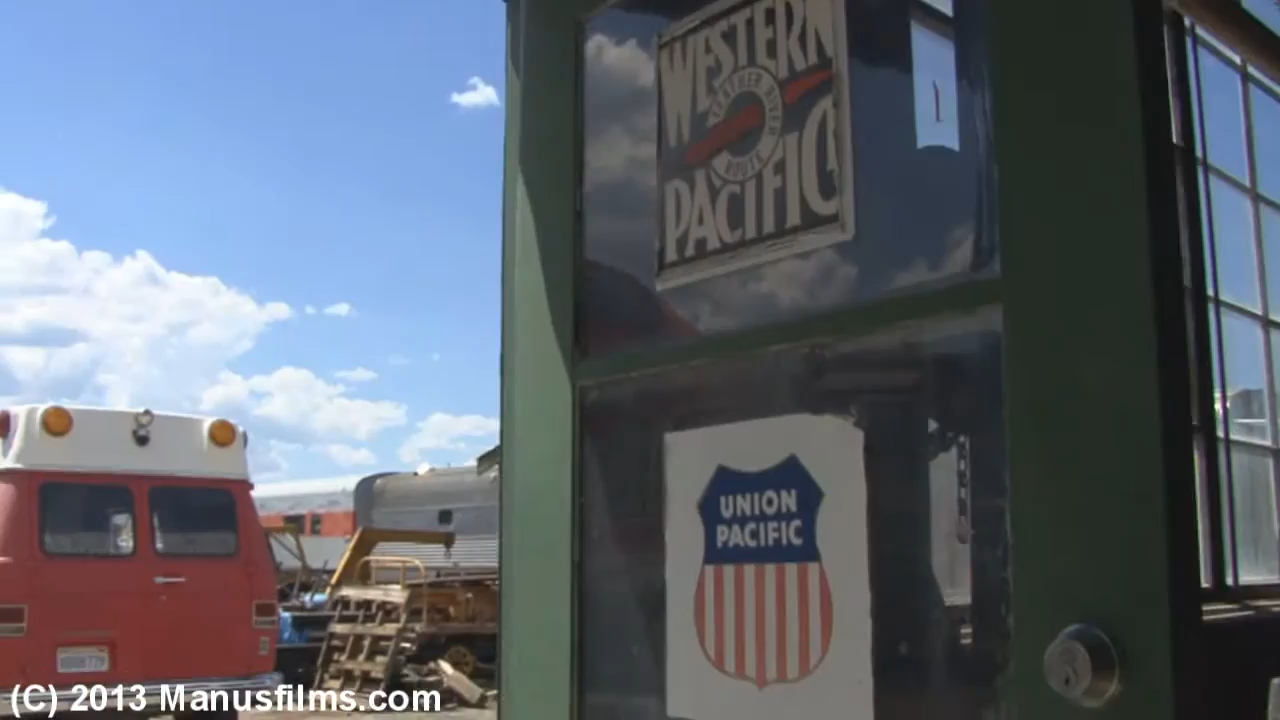 WESTERN
FEATHER RIVER
ROUTE
PACIFIC
1
UNION
PACIFIC
(C) 2013 Manusfilms.com